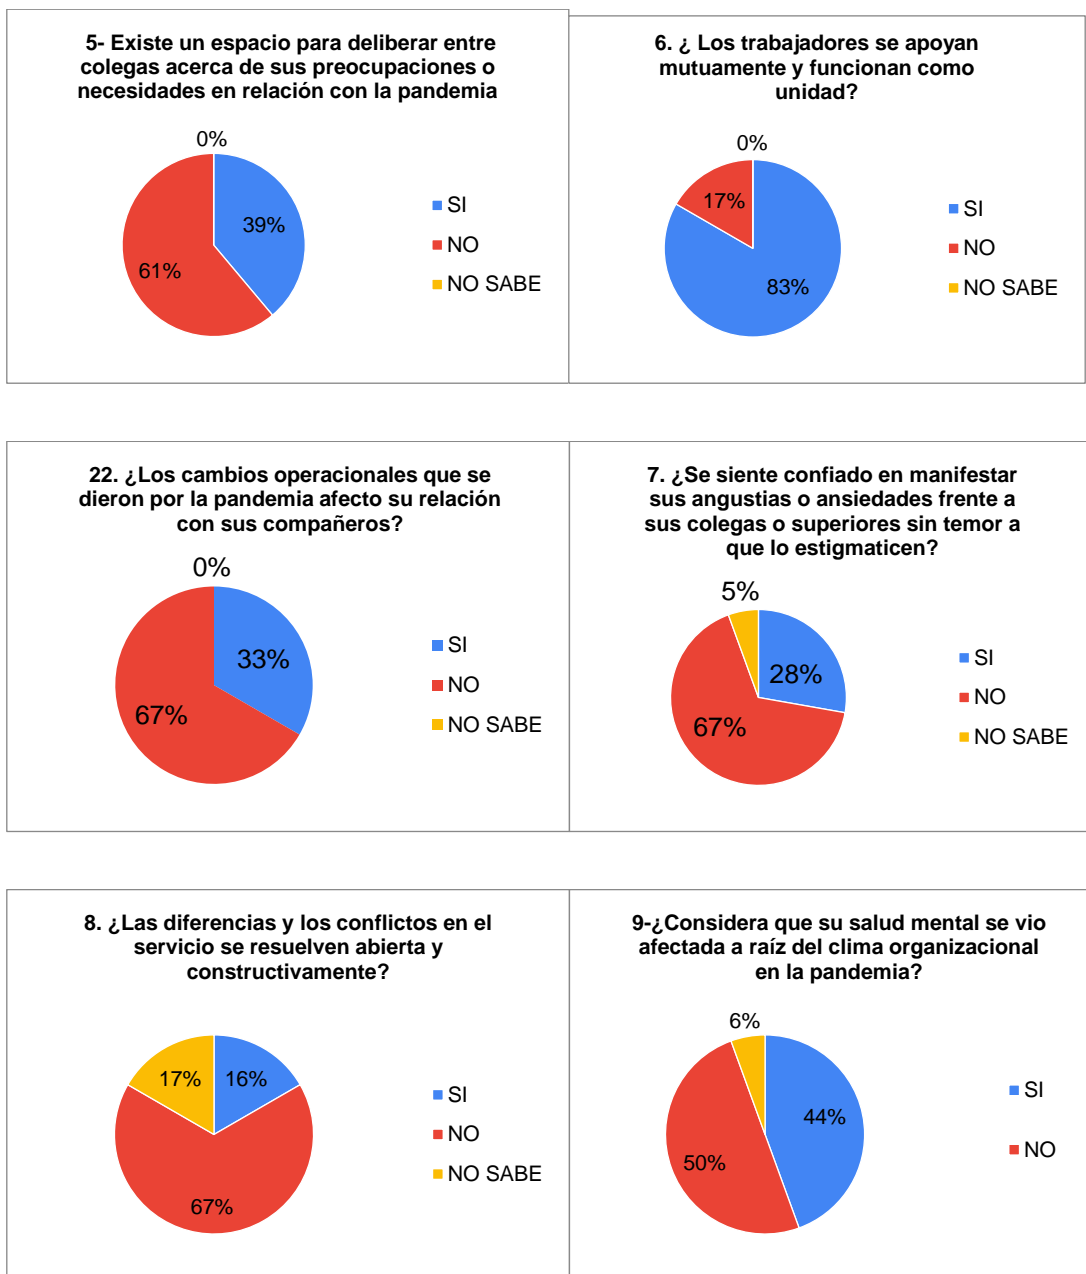 5- Existe un espacio para deliberar entre
colegas acerca de sus preocupaciones o
necesidades en relación con la pandemia
0%
39%
61%
SI
NO
NO SABE
6. ¿ Los trabajadores se apoyan
mutuamente y funcionan como
unidad?
0%
17%
83%
SI
NO
NO SABE
22. ¿Los cambios operacionales que se
dieron por la pandemia afecto su relación
con sus compañeros?
0%
33%
67%
SI
NO
NO SABE
7. ¿Se siente confiado en manifestar
sus angustias o ansiedades frente a
sus colegas o superiores sin temor a
que lo estigmaticen?
5%
28%
67%
SI
NO
NO SABE
8. ¿Las diferencias y los conflictos en el
servicio se resuelven abierta y
constructivamente?
17%
16%
67%
SI
NO
NO SABE
9-¿Considera que su salud mental se vio
afectada a raíz del clima organizacional
en la pandemia?
6%
44%
50%
SI
NO